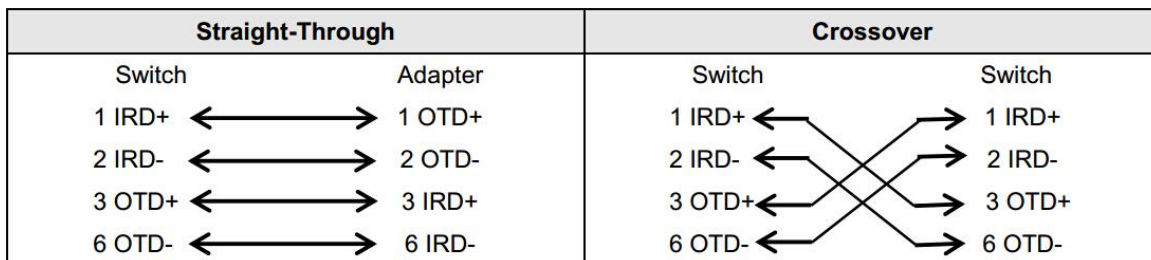 Straight-Through Crossover
Switch Adapter Switch Switch
1 IRD+ 1 OTD+ 1 IRD+ 1 IRD+
2 IRD- 2 OTD- 2 IRD- 2 IRD-
3 OTD+ 3 IRD+ 3 OTD+ 3 OTD+
6 OTD- 6 IRD- 6 OTD- 6 OTD-